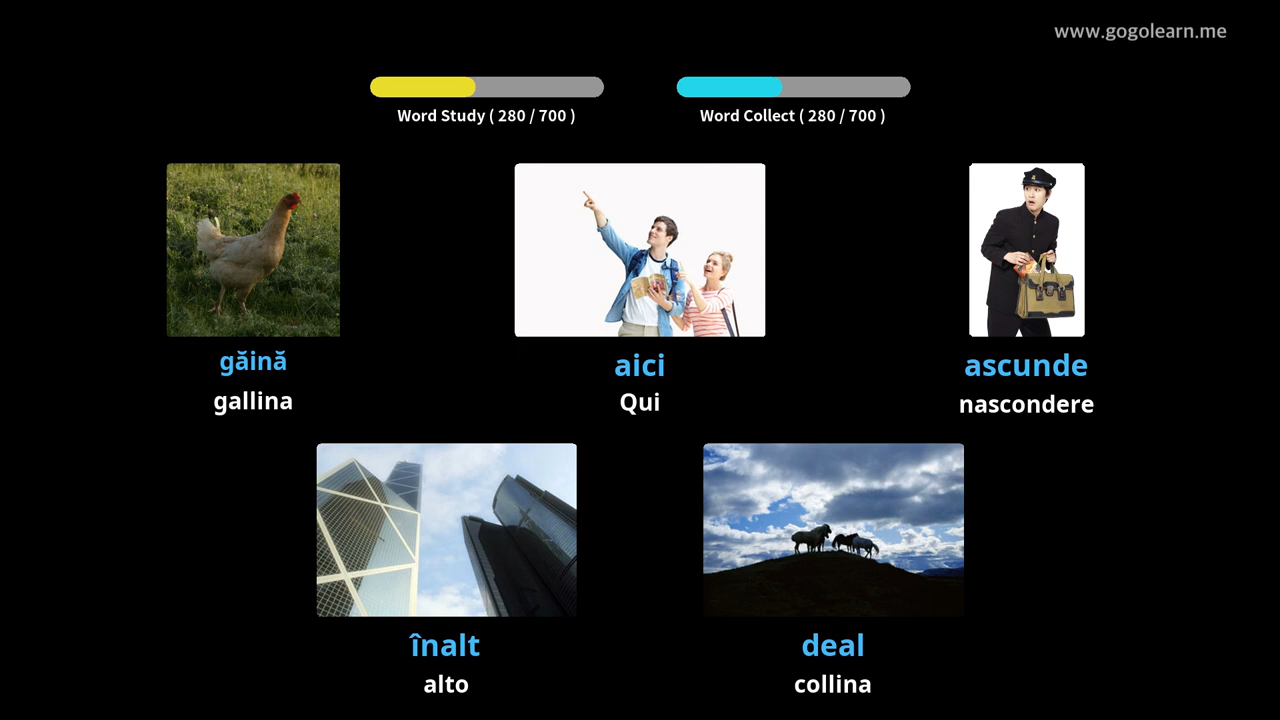 www.gogolearn.me
Word Study ( 280 / 700 )
Word Collect ( 280 / 700 )
găină
gallina
aici
Qui
ascunde
nascondere
înalt
alto
deal
collina